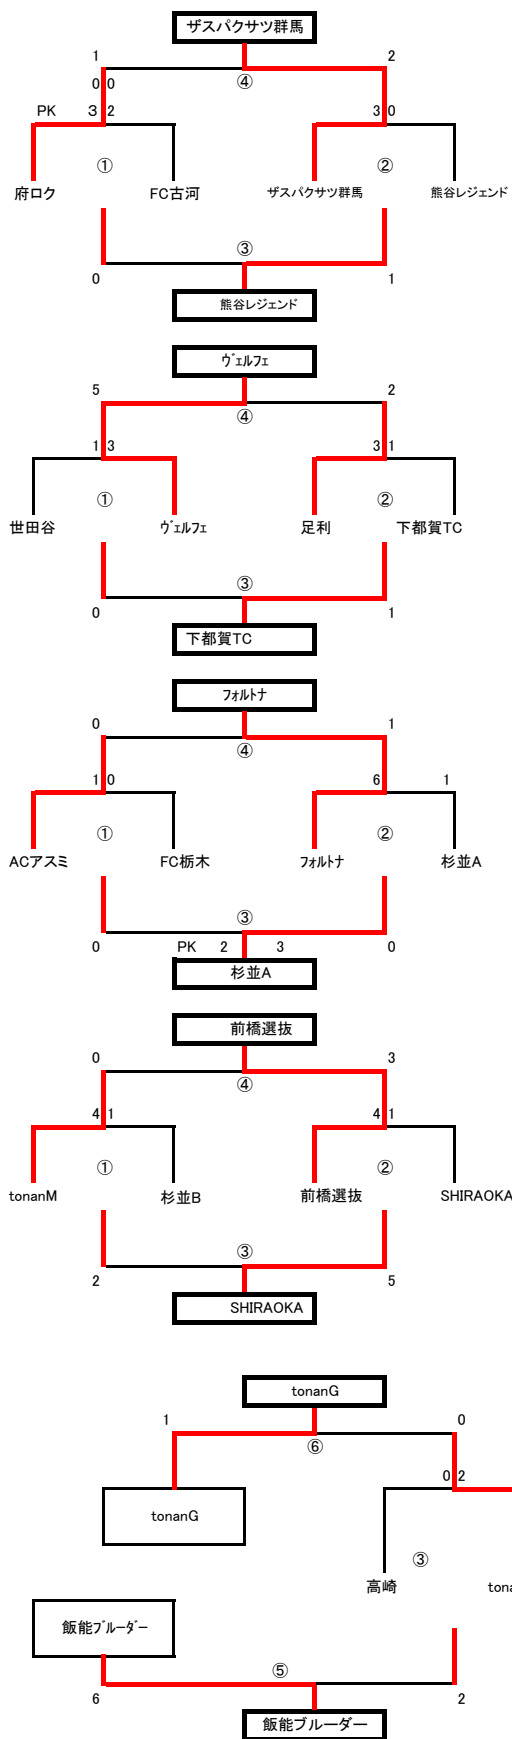 ザスパクサツ群馬
1 2
④
0 0
PK 3 2 3 0
① ②
府ロク FC古河 ザスパクサツ群馬 熊谷レジェンド
③
0 1
熊谷レジェンド
ヴェルフェ
5 2
④
1 3 3 1
① ②
世田谷 ヴェルフェ 足利 下都賀TC
③
0 1
下都賀TC
フォルトナ
0 1
④
1 0 6 1
① ②
ACアスミ FC栃木 フォルトナ 杉並A
③
0 PK 2 3 0
杉並A
前橋選抜
0 3
④
4 1 4 1
① ②
tonanM 杉並B 前橋選抜 SHIRAOKA
③
2 5
SHIRAOKA
tonanG
1 0
⑥
0 2
tonanG
③
高崎 tona
飯能ブルーダー
⑤
6 2
飯能ブルーダー